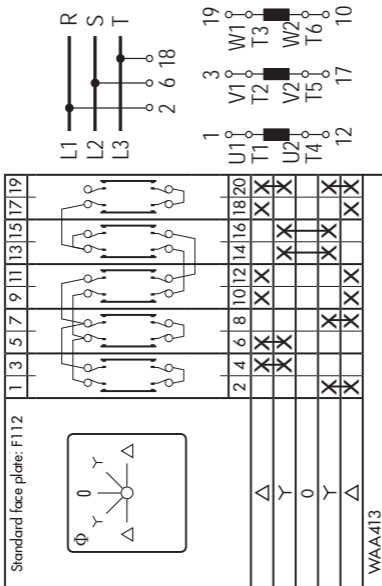 R S T
L1 L2 L3
2 6 18
1 3 19
U1 V1 W1
T1 T2 T3
U2 V2 W2
T4 T5 T6
12 17 10
Standard face plate: F112
0
Y Y
△ △
1 3 5 7 9 11 13 15 17 19
2 4 6 8 10 12 14 16 18 20
△
Y
0
Y
△
WAA413